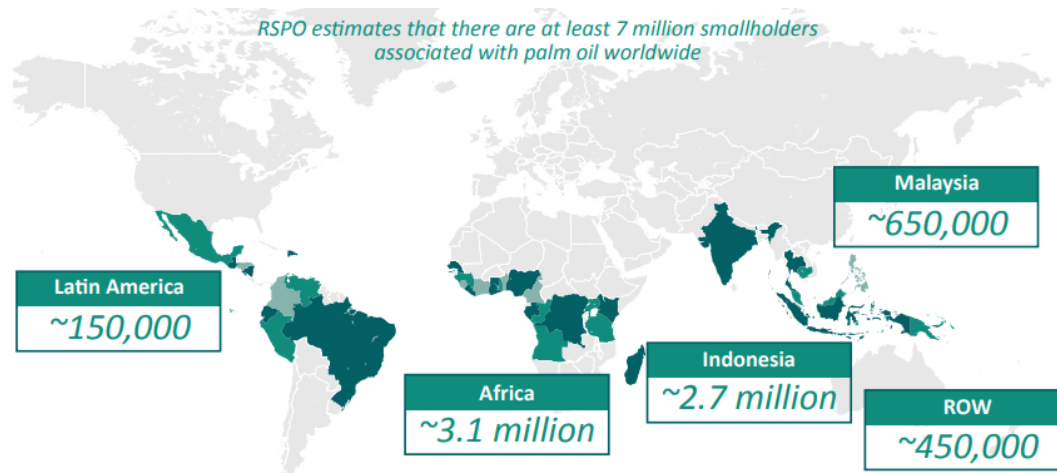 RSPO estimates that there are at least 7 million smallholders
associated with palm oil worldwide
Malaysia
~650,000
Latin America
~150,000
Africa
~3.1 million
Indonesia
~2.7 million
ROW
~450,000